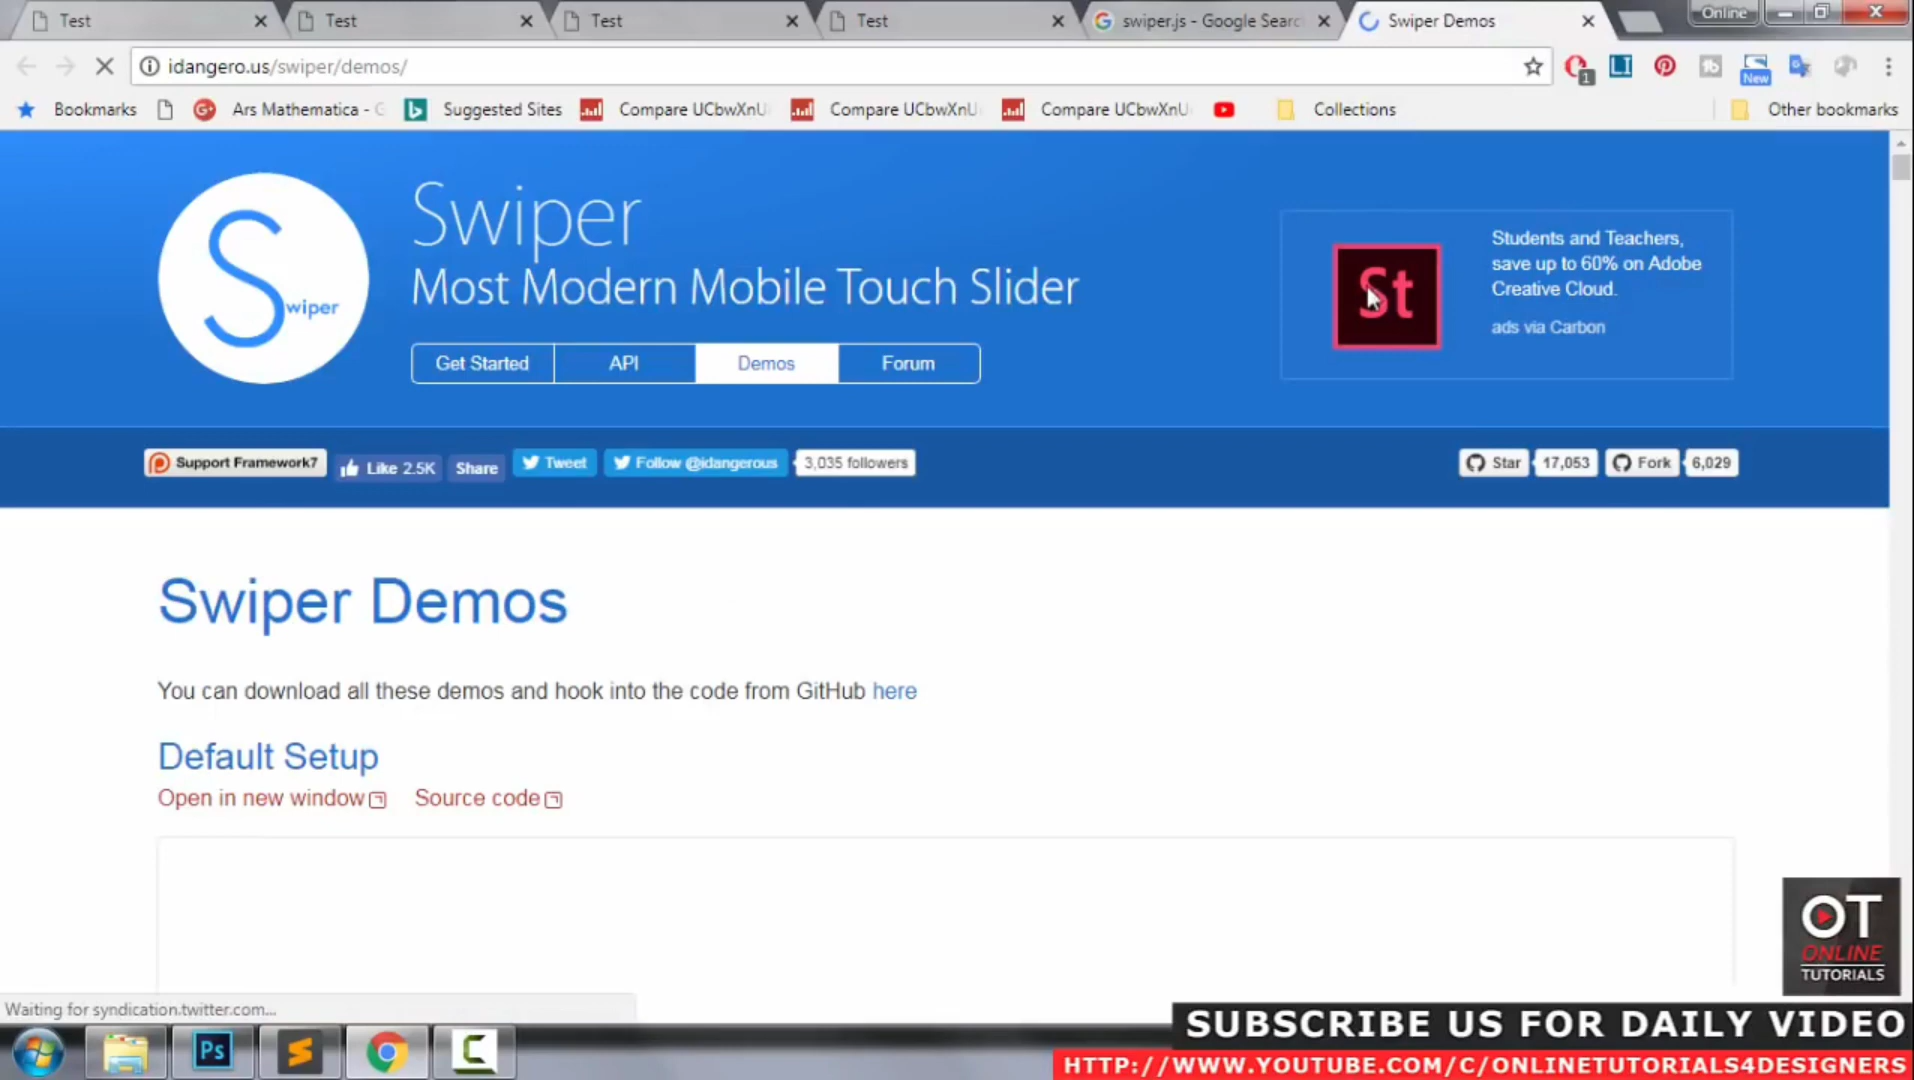 Test
Test
Test
Test
swiper.js - Google Searc
Swiper Demos
Online
idangero.us/swiper/demos/
1
New
Bookmarks
Ars Mathematica - G
Suggested Sites
Compare UCbwXnU
Compare UCbwXnU
Compare UCbwXnU
Collections
Other bookmarks
S
wiper
Swiper
Most Modern Mobile Touch Slider
Get Started
API
Demos
Forum
St
Students and Teachers,
save up to 60% on Adobe
Creative Cloud.
ads via Carbon
Support Framework7
Like 2.5K
Share
Tweet
Follow @idangerous
3,035 followers
Star
17,053
Fork
6,029
Swiper Demos
You can download all these demos and hook into the code from GitHub here
Default Setup
Open in new window
Source code
OT
ONLINE
TUTORIALS
Waiting for syndication.twitter.com...
Ps
SUBSCRIBE US FOR DAILY VIDEO
HTTP://WWW.YOUTUBE.COM/C/ONLINETUTORIALS4DESIGNERS